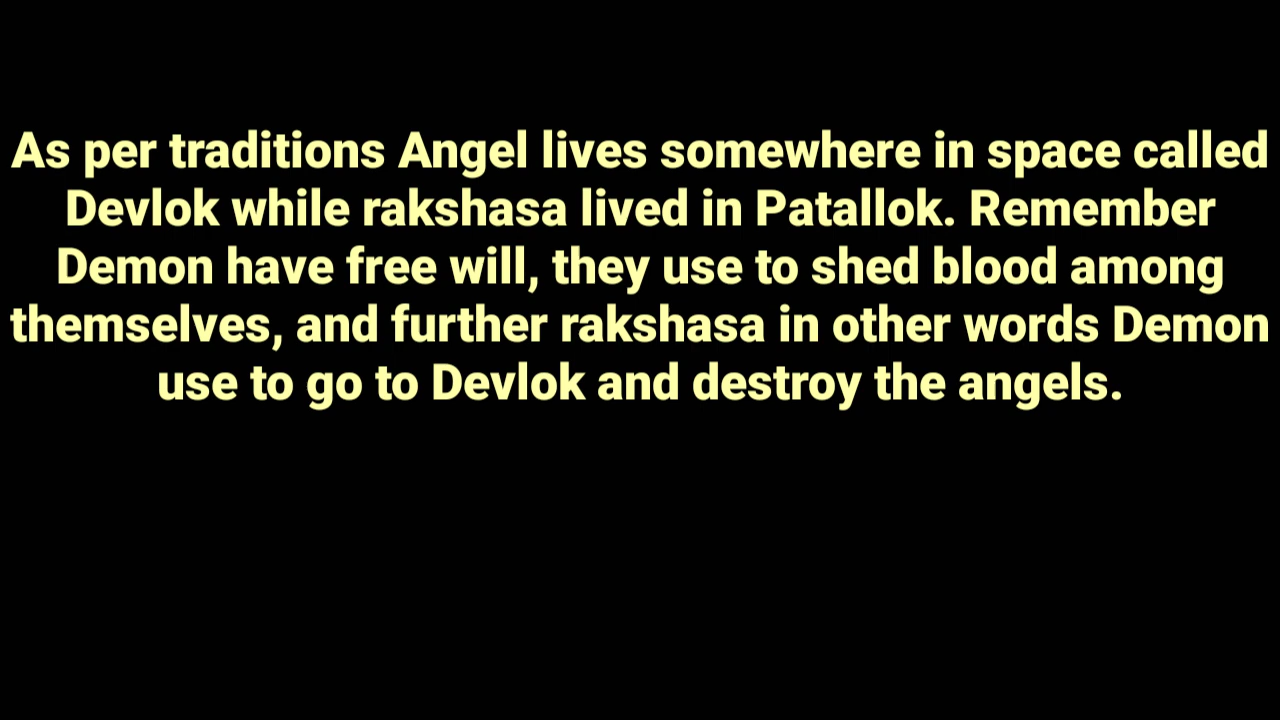 As per traditions Angel lives somewhere in space called
Devlok while rakshasa lived in Patallok. Remember
Demon have free will, they use to shed blood among
themselves, and further rakshasa in other words Demon
use to go to Devlok and destroy the angels.